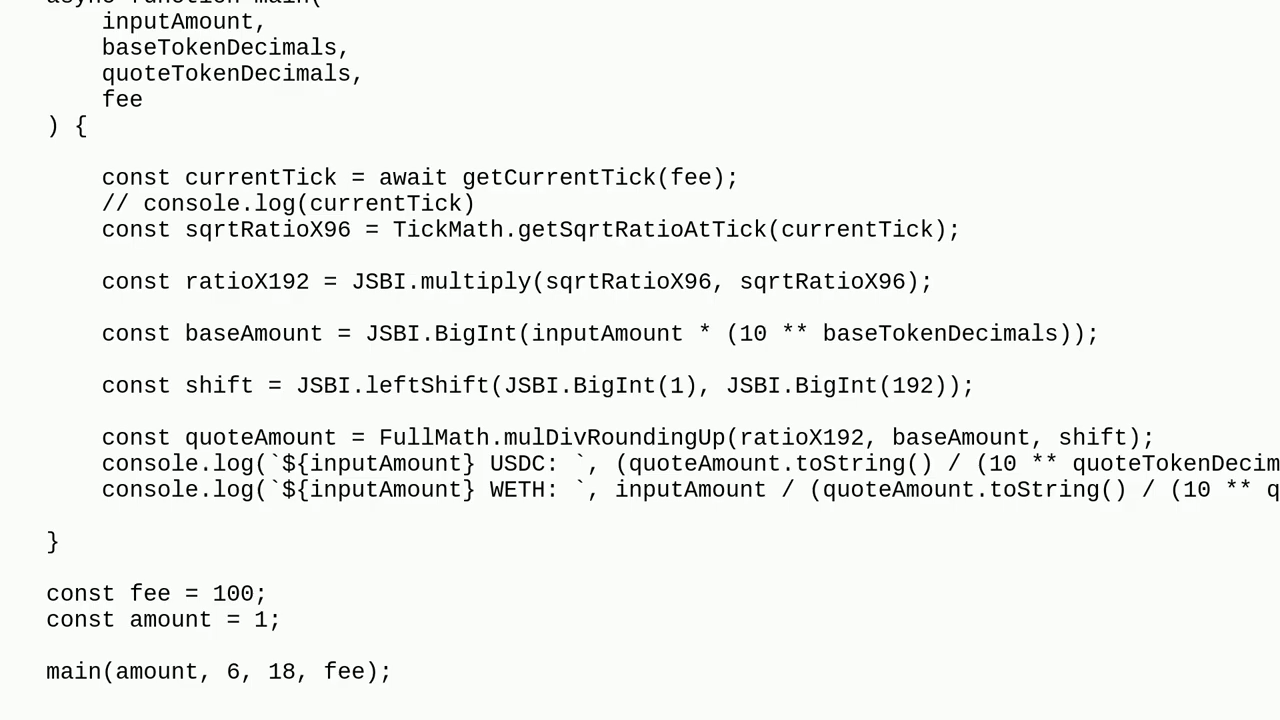 async function main(
    inputAmount,
    baseTokenDecimals,
    quoteTokenDecimals,
    fee
) {
    const currentTick = await getCurrentTick(fee);
    // console.log(currentTick)
    const sqrtRatioX96 = TickMath.getSqrtRatioAtTick(currentTick);
    const ratioX192 = JSBI.multiply(sqrtRatioX96, sqrtRatioX96);
    const baseAmount = JSBI.BigInt(inputAmount * (10 ** baseTokenDecimals));
    const shift = JSBI.leftShift(JSBI.BigInt(1), JSBI.BigInt(192));
    const quoteAmount = FullMath.mulDivRoundingUp(ratioX192, baseAmount, shift);
    console.log(`${inputAmount} USDC: `, (quoteAmount.toString() / (10 ** quoteTokenDecim
    console.log(`${inputAmount} WETH: `, inputAmount / (quoteAmount.toString() / (10 ** q
}
const fee = 100;
const amount = 1;
main(amount, 6, 18, fee);